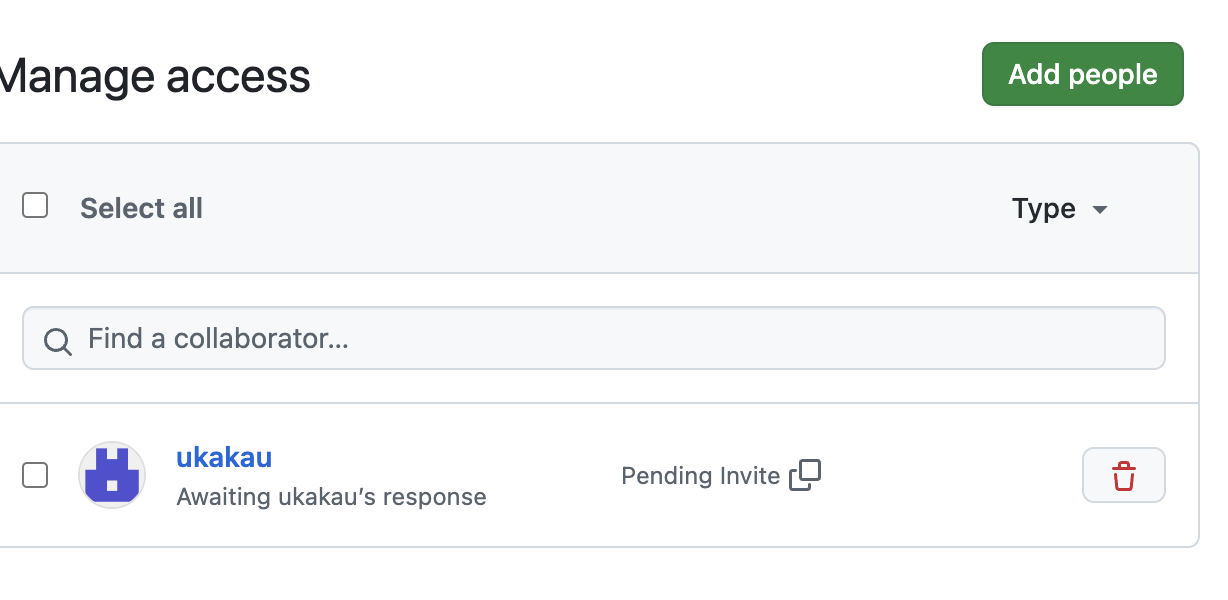 Manage access
Add people
Select all
Type
Find a collaborator...
ukakau
Awaiting ukakau’s response
Pending Invite